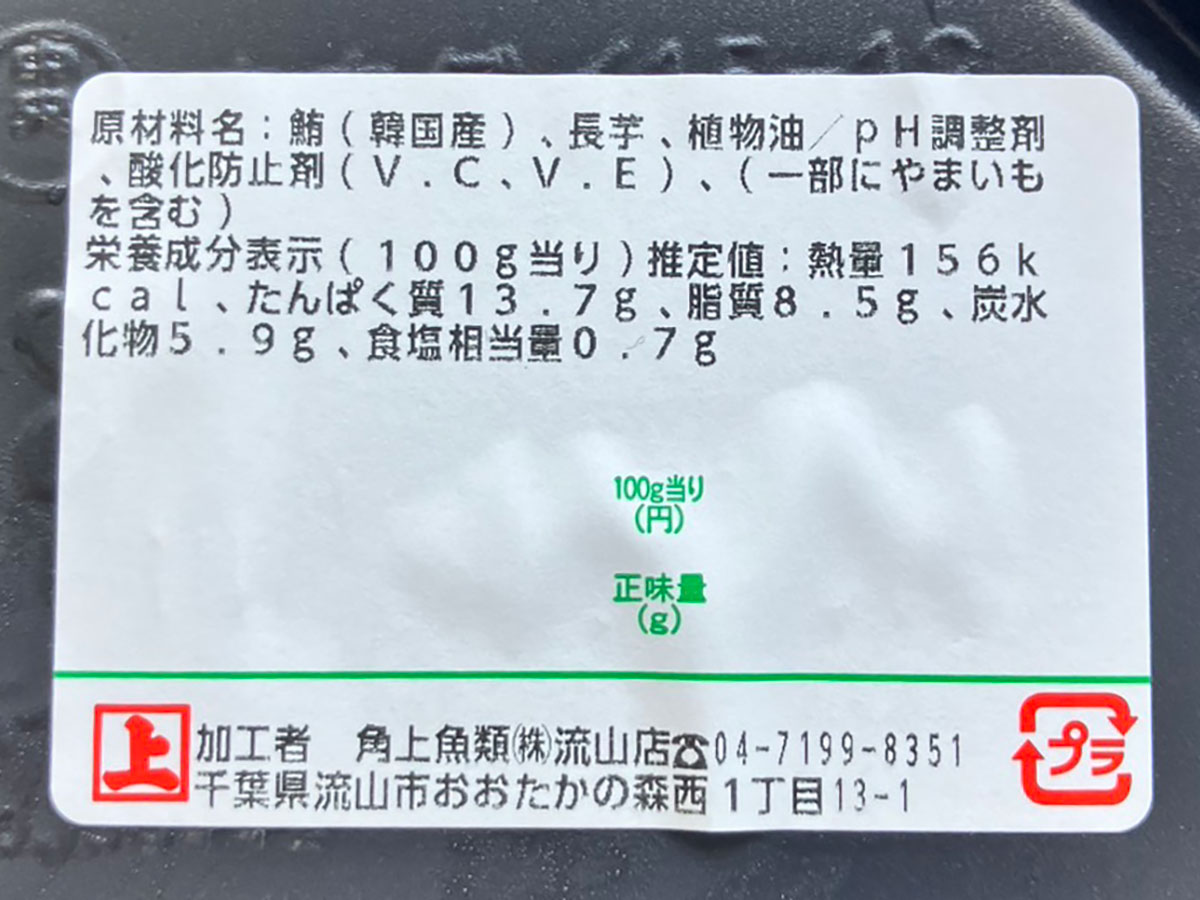 原材料名：鮪（韓国産）、長芋、植物油／ｐＨ調整剤
、酸化防止剤（Ｖ．Ｃ、Ｖ．Ｅ）、（一部にやまいも
を含む）
栄養成分表示（１００ｇ当り）推定値：熱量１５６ｋ
ｃａｌ、たんぱく質１３．７ｇ、脂質８．５ｇ、炭水
化物５．９ｇ、食塩相当量０．７ｇ
100g当り
(円)
正味量
(g)
上
加工者　角上魚類㈱流山店☎04-7199-8351
千葉県流山市おおたかの森西１丁目13-1
プラ